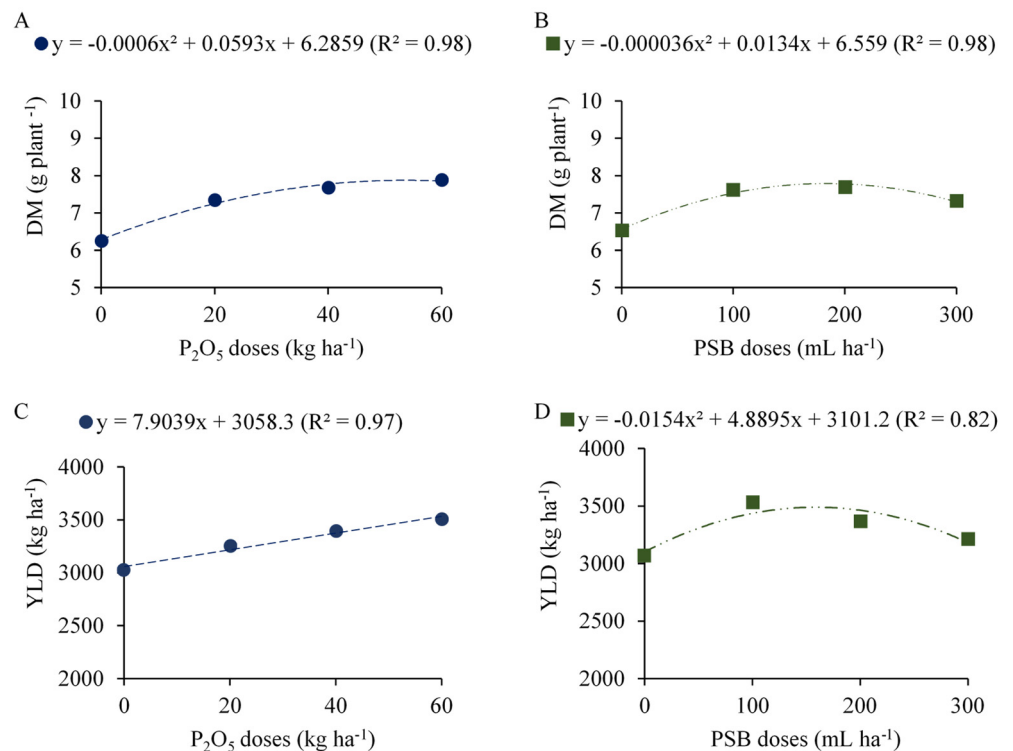 A
y = -0.0006x² + 0.0593x + 6.2859 (R² = 0.98)
DM (g plant ⁻¹)
10
9
8
7
6
5
0
20
40
60
P₂O₅ doses (kg ha⁻¹)
B
y = -0.000036x² + 0.0134x + 6.559 (R² = 0.98)
DM (g plant⁻¹)
10
9
8
7
6
5
0
100
200
300
PSB doses (mL ha⁻¹)
C
y = 7.9039x + 3058.3 (R² = 0.97)
YLD (kg ha⁻¹)
4000
3500
3000
2500
2000
0
20
40
60
P₂O₅ doses (kg ha⁻¹)
D
y = -0.0154x² + 4.8895x + 3101.2 (R² = 0.82)
YLD (kg ha⁻¹)
4000
3500
3000
2500
2000
0
100
200
300
PSB doses (mL ha⁻¹)